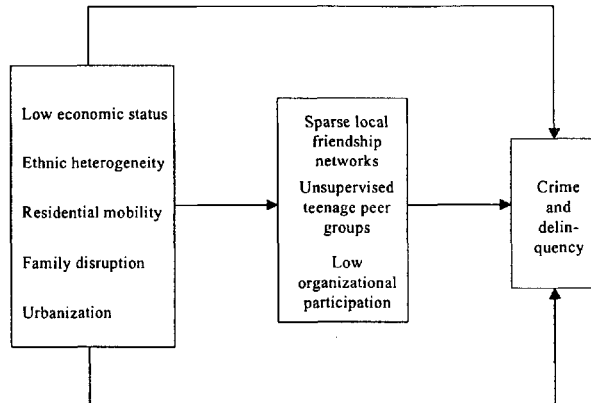 Low economic status
Ethnic heterogeneity
Residential mobility
Family disruption
Urbanization
Sparse local
friendship
networks
Unsupervised
teenage peer
groups
Low
organizational
participation
Crime
and
delin-
quency